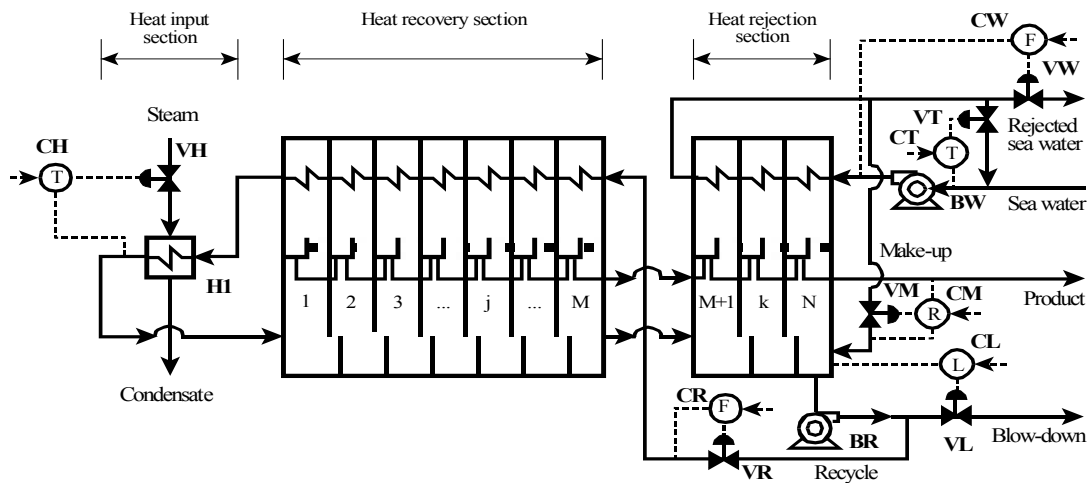 Heat input
section
Heat recovery section
Heat rejection
section
CW
F
VW
Steam
CH
VH
T
VT
CT
T
Rejected
sea water
BW
Sea water
H1
Make-up
1
2
3
...
j
...
M
M+1
k
N
VM
CM
R
Product
CL
L
Condensate
CR
F
BR
VL
Blow-down
VR
Recycle